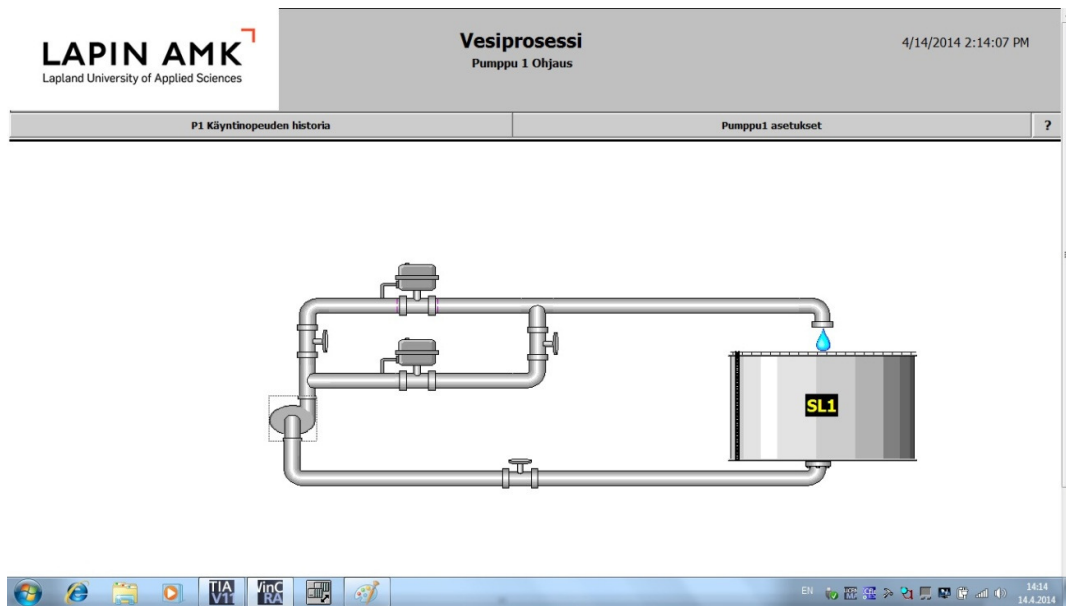 LAPIN AMK
Lapland University of Applied Sciences
Vesiprosessi
Pumppu 1 Ohjaus
4/14/2014 2:14:07 PM
P1 Käyntinopeuden historia
Pumppu1 asetukset
?
SL1
TIA
V11
WinC
RA
EN
14:14
14.4.2014